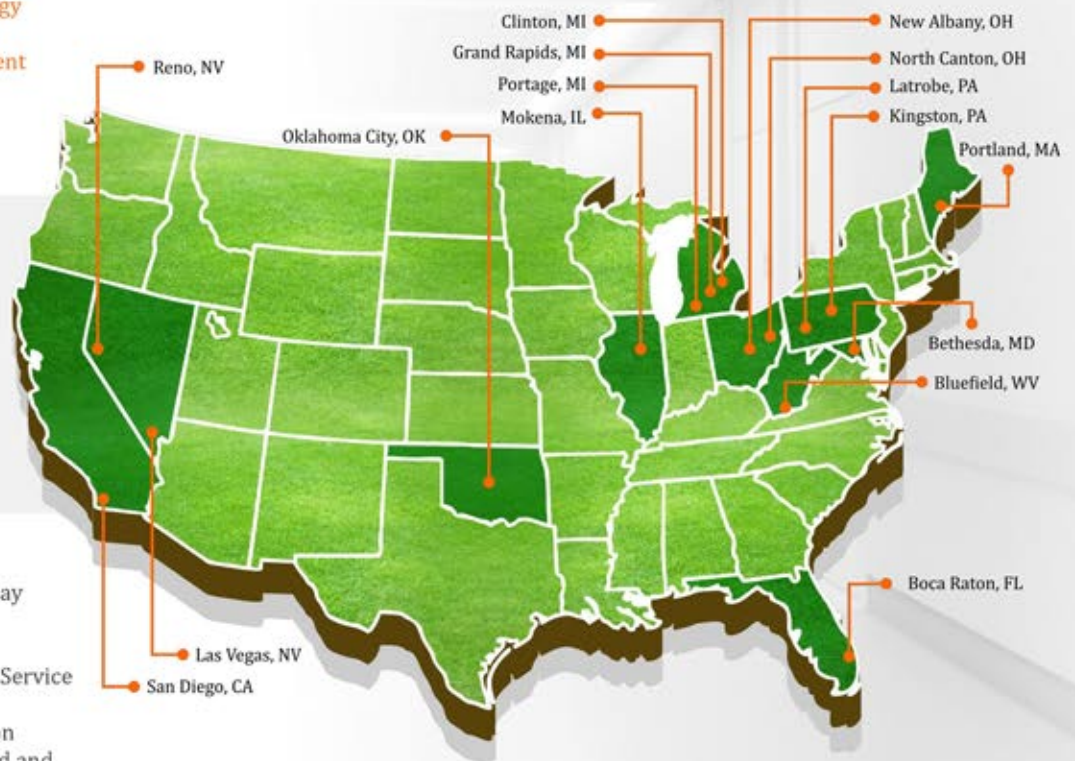 Clinton, MI
New Albany, OH
Grand Rapids, MI
North Canton, OH
Reno, NV
Portage, MI
Latrobe, PA
Mokena, IL
Kingston, PA
Oklahoma City, OK
Portland, MA
Bethesda, MD
Bluefield, WV
Boca Raton, FL
Las Vegas, NV
San Diego, CA
Service